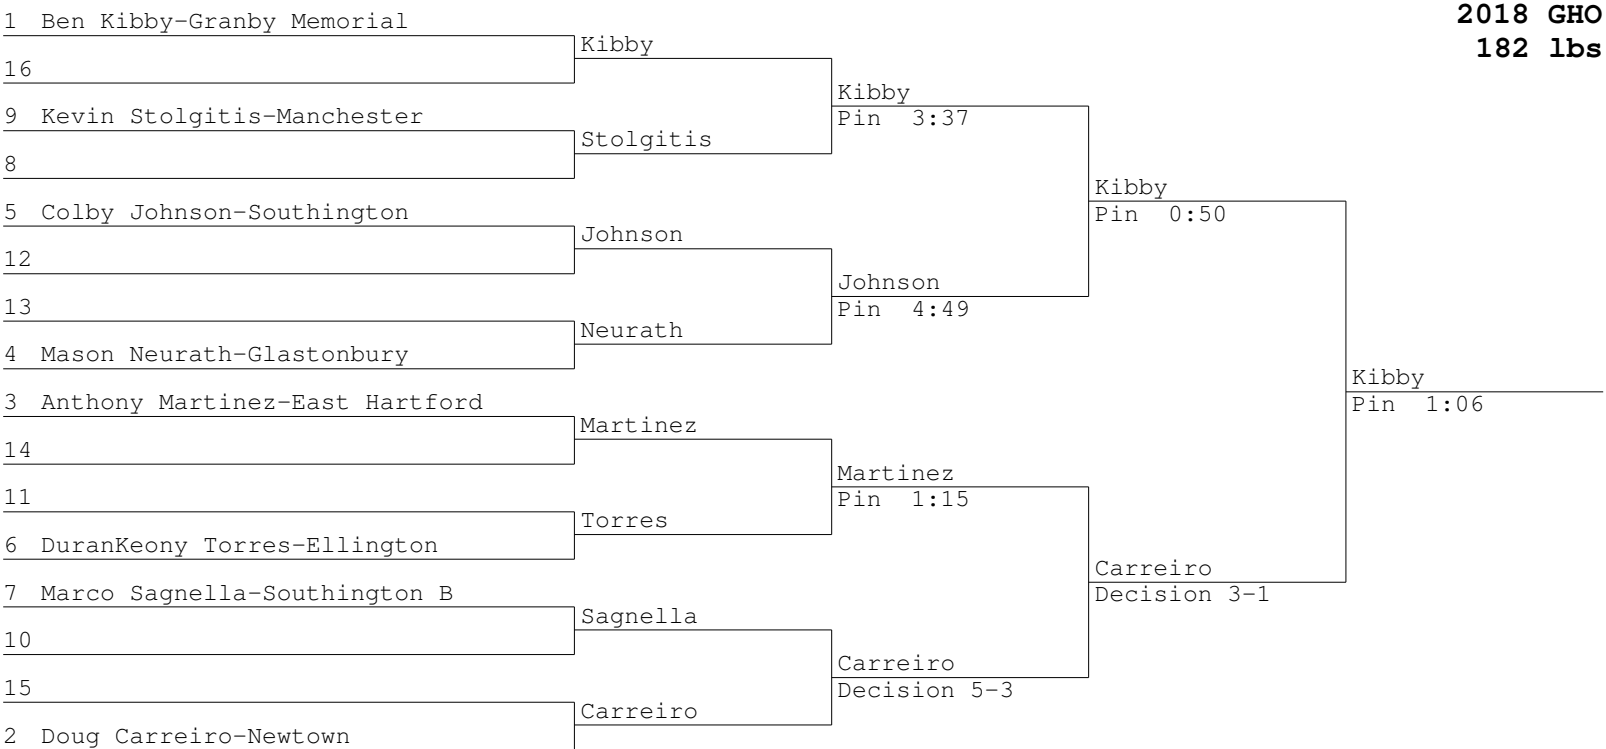 2018 GHO
182 lbs
1 Ben Kibby-Granby Memorial
16
9 Kevin Stolgitis-Manchester
8
5 Colby Johnson-Southington
12
13
4 Mason Neurath-Glastonbury
3 Anthony Martinez-East Hartford
14
11
6 DuranKeony Torres-Ellington
7 Marco Sagnella-Southington B
10
15
2 Doug Carreiro-Newtown
Kibby
Stolgitis
Johnson
Neurath
Martinez
Torres
Sagnella
Carreiro
Kibby
Pin 3:37
Johnson
Pin 4:49
Martinez
Pin 1:15
Carreiro
Decision 5-3
Kibby
Pin 0:50
Carreiro
Decision 3-1
Kibby
Pin 1:06